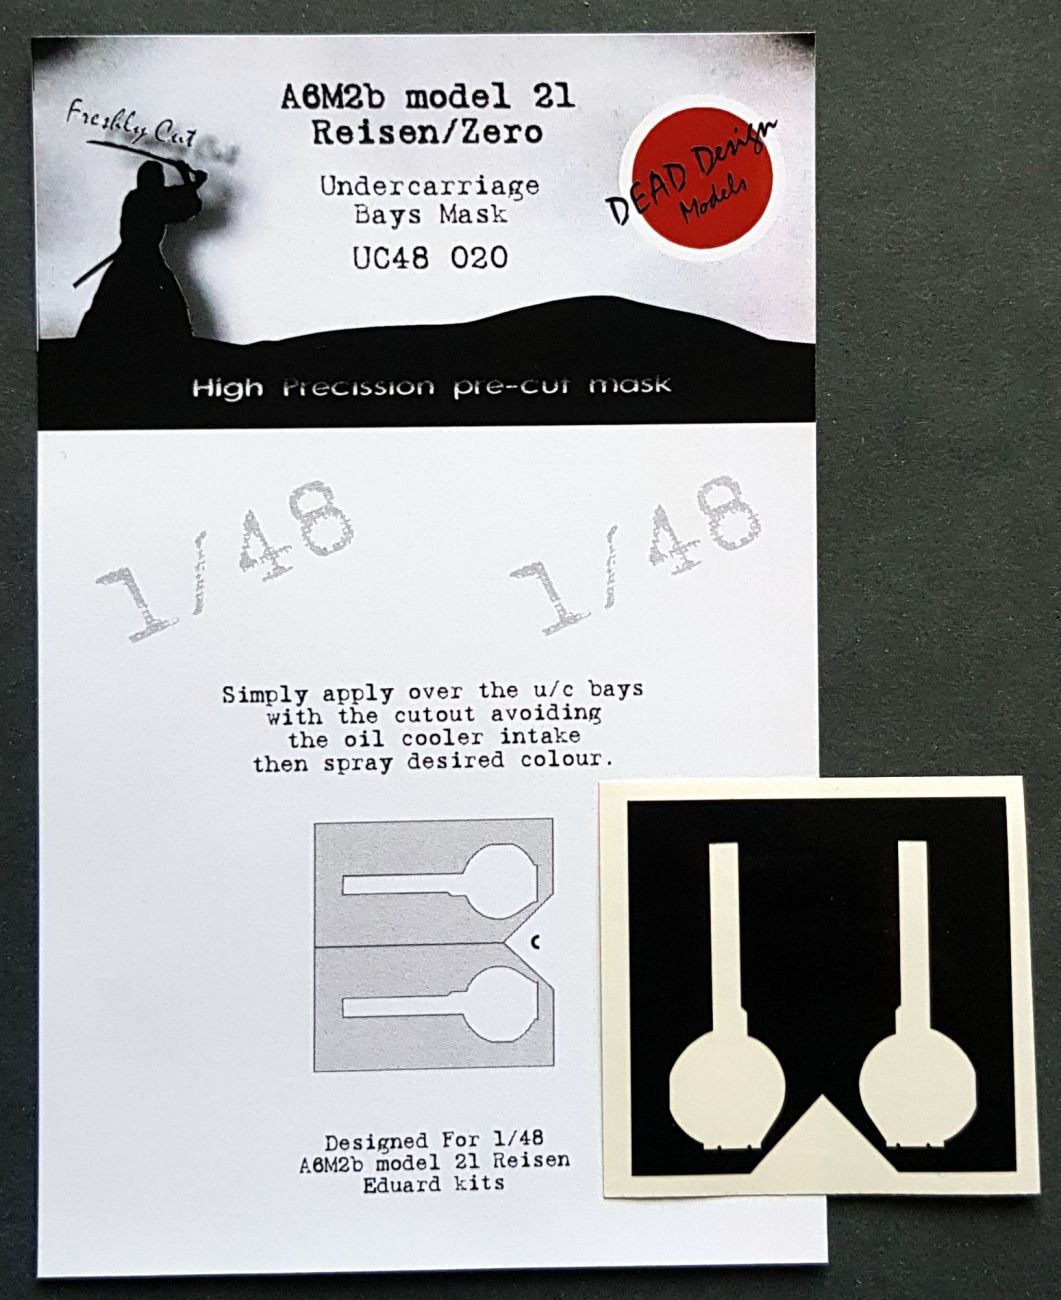 Freshly Cut
A6M2b model 21
Reisen/Zero
Undercarriage
Bays Mask
UC48 020
DEAD Design
Models
High Precission pre-cut mask
1/48
1/48
Simply apply over the u/c bays
with the cutout avoiding
the oil cooler intake
then spray desired colour.
C
Designed For 1/48
A6M2b model 21 Reisen
Eduard kits